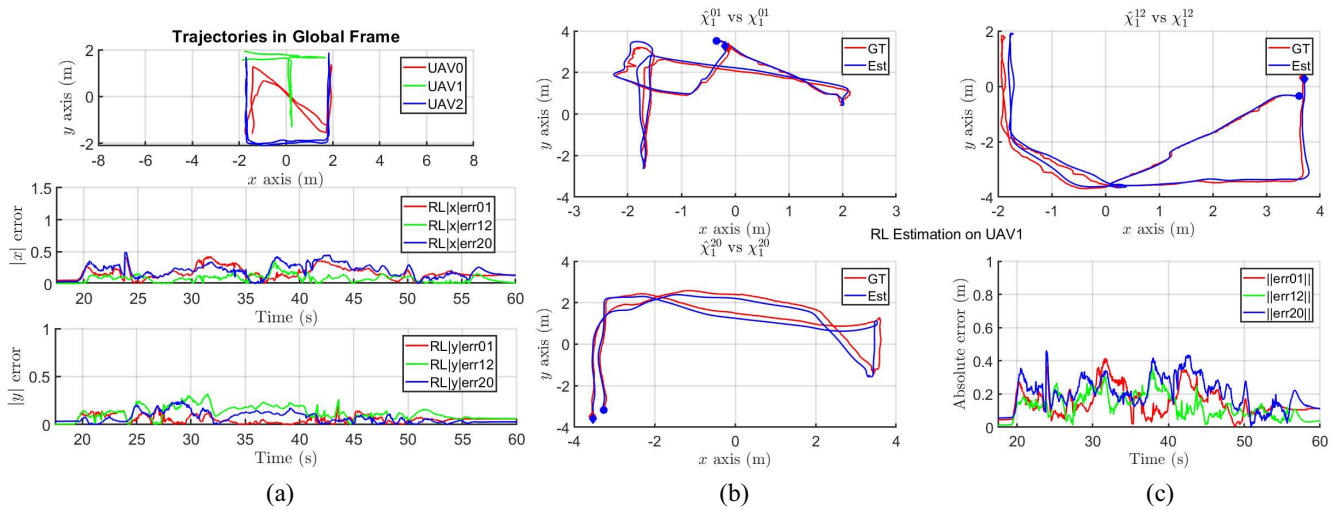 Trajectories in Global Frame
2
0
-2
y axis (m)
-8 -6 -4 -2 0 2 4 6 8
x axis (m)
UAV0
UAV1
UAV2
1.5
1
0.5
0
|x| error
20 25 30 35 40 45 50 55 60
Time (s)
RL|x|err01
RL|x|err12
RL|x|err20
1
0.5
0
|y| error
20 25 30 35 40 45 50 55 60
Time (s)
RL|y|err01
RL|y|err12
RL|y|err20
(a)
χ̂₁⁰¹ vs χ₁⁰¹
4
2
0
-2
-4
y axis (m)
-3 -2 -1 0 1 2 3
x axis (m)
GT
Est
χ̂₁²⁰ vs χ₁²⁰
4
2
0
-2
-4
y axis (m)
-4 -2 0 2 4
x axis (m)
GT
Est
(b)
χ̂₁¹² vs χ₁¹²
2
0
-2
-4
y axis (m)
-2 -1 0 1 2 3 4
x axis (m)
GT
Est
RL Estimation on UAV1
1
0.8
0.6
0.4
0.2
0
Absolute error (m)
20 30 40 50 60
Time (s)
||err01||
||err12||
||err20||
(c)